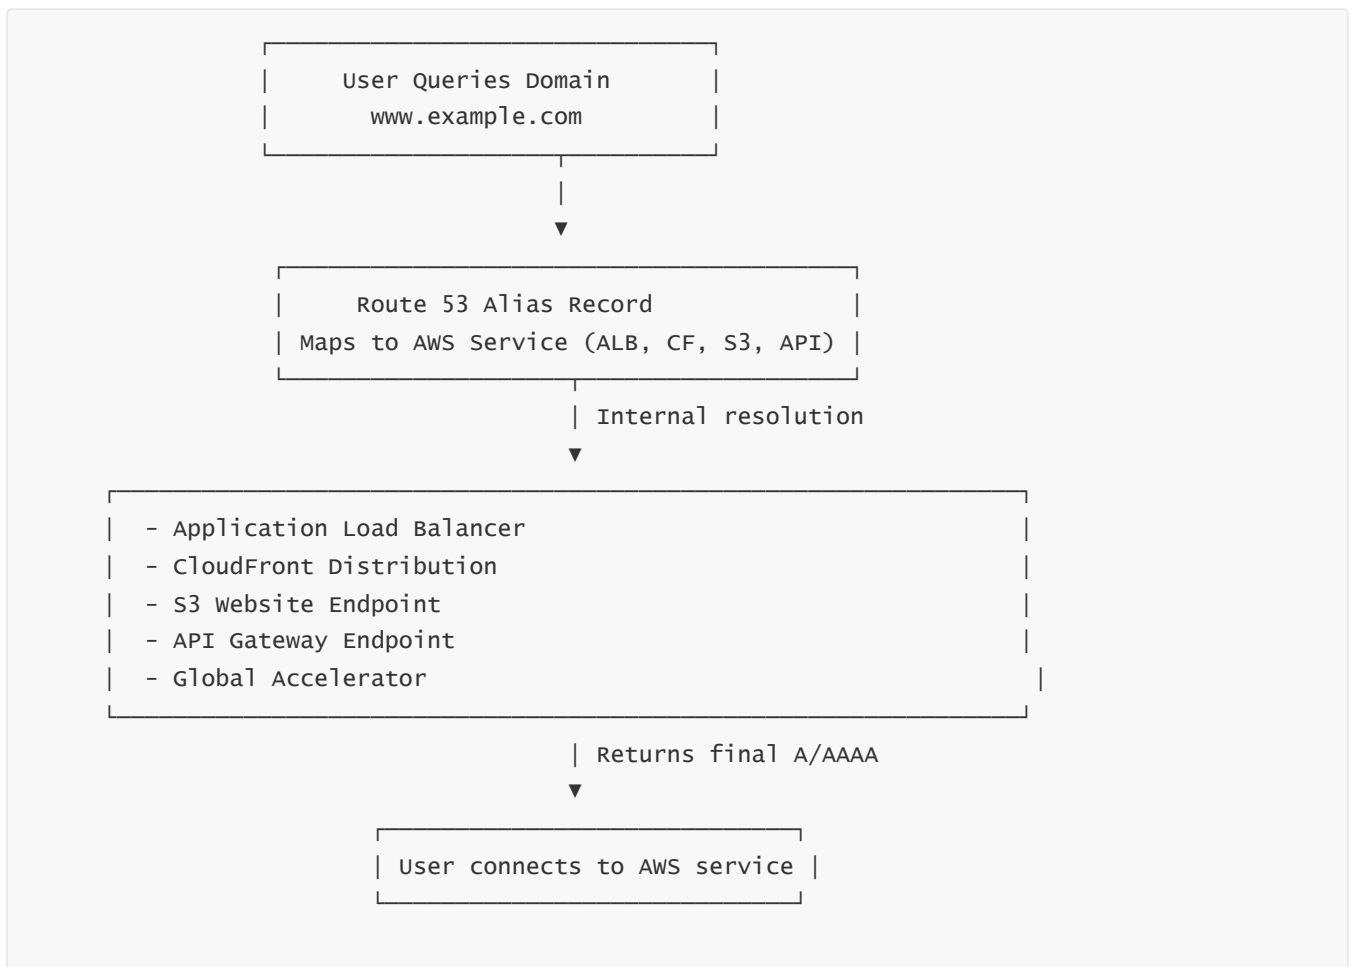 User Queries Domain
www.example.com
Route 53 Alias Record
Maps to AWS Service (ALB, CF, S3, API)
Internal resolution
- Application Load Balancer
- CloudFront Distribution
- S3 Website Endpoint
- API Gateway Endpoint
- Global Accelerator
Returns final A/AAAA
User connects to AWS service